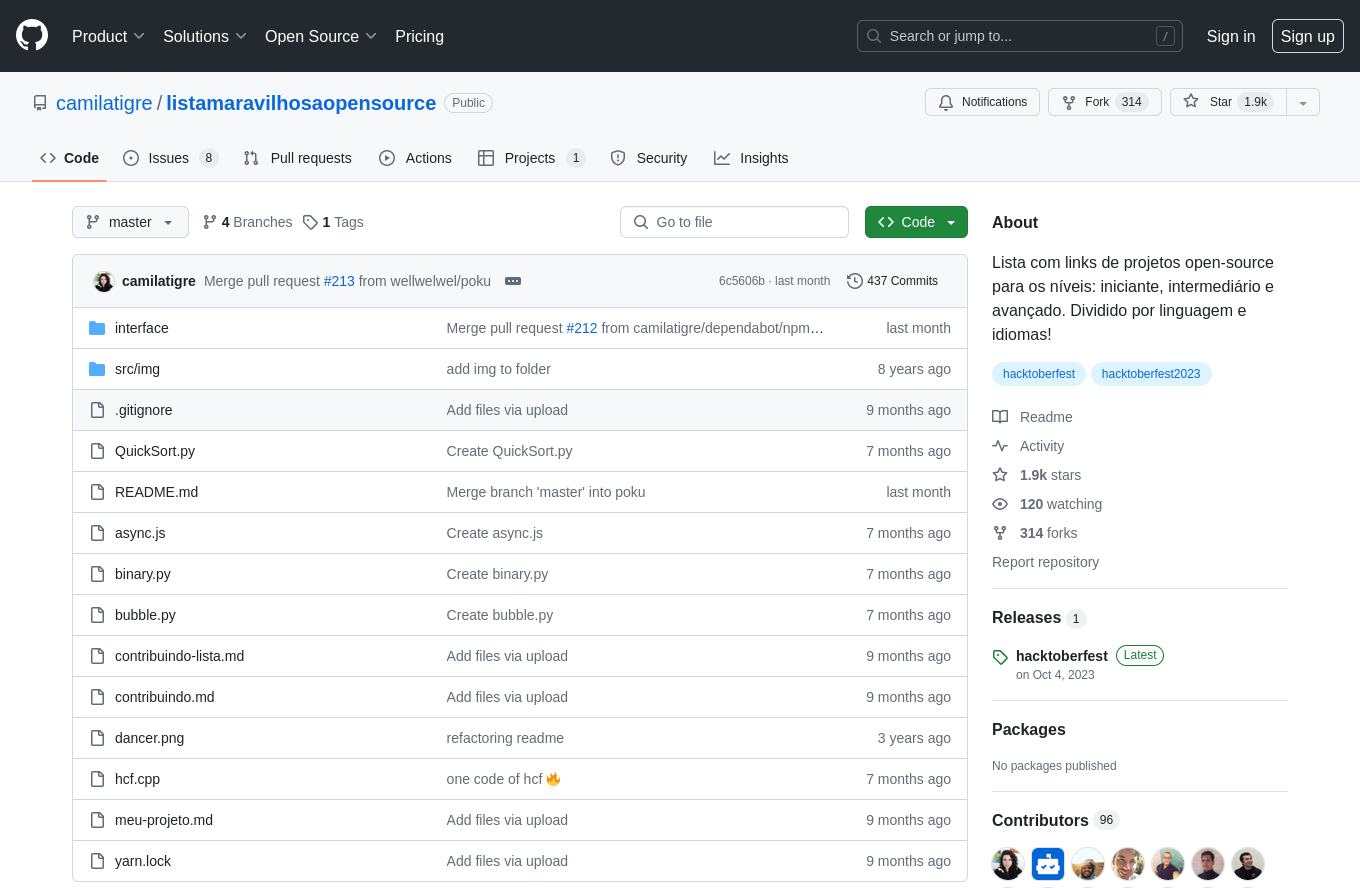 Product Solutions Open Source Pricing Search or jump to... / Sign in Sign up
camilatigre / listamaravilhosaopensource Public Notifications Fork 314 Star 1.9k
Code Issues 8 Pull requests Actions Projects 1 Security Insights
master 4 Branches 1 Tags Go to file Code
camilatigre Merge pull request #213 from wellwelwel/poku 6c5606b · last month 437 Commits
interface Merge pull request #212 from camilatigre/dependabot/npm… last month
src/img add img to folder 8 years ago
.gitignore Add files via upload 9 months ago
QuickSort.py Create QuickSort.py 7 months ago
README.md Merge branch 'master' into poku last month
async.js Create async.js 7 months ago
binary.py Create binary.py 7 months ago
bubble.py Create bubble.py 7 months ago
contribuindo-lista.md Add files via upload 9 months ago
contribuindo.md Add files via upload 9 months ago
dancer.png refactoring readme 3 years ago
hcf.cpp one code of hcf 🔥 7 months ago
meu-projeto.md Add files via upload 9 months ago
yarn.lock Add files via upload 9 months ago
About
Lista com links de projetos open-source
para os níveis: iniciante, intermediário e
avançado. Dividido por linguagem e
idiomas!
hacktoberfest hacktoberfest2023
Readme
Activity
1.9k stars
120 watching
314 forks
Report repository
Releases 1
hacktoberfest Latest
on Oct 4, 2023
Packages
No packages published
Contributors 96